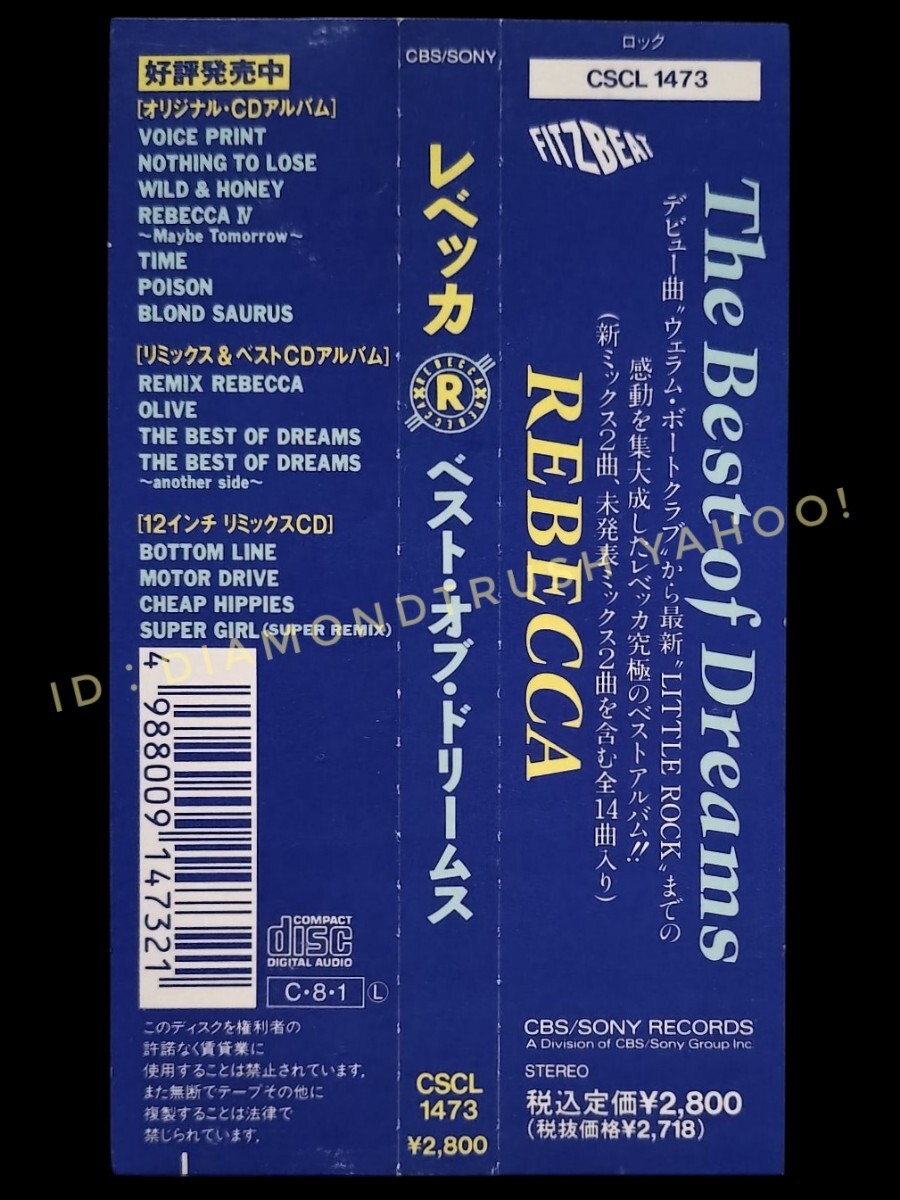 好評発売中
[オリジナル・CDアルバム]
VOICE PRINT
NOTHING TO LOSE
WILD & HONEY
REBECCA Ⅳ
~Maybe Tomorrow~
TIME
POISON
BLOND SAURUS
[リミックス & ベストCDアルバム]
REMIX REBECCA
OLIVE
THE BEST OF DREAMS
THE BEST OF DREAMS
~another side~
[12インチ リミックスCD]
BOTTOM LINE
MOTOR DRIVE
CHEAP HIPPIES
SUPER GIRL (SUPER REMIX)
4 988009 147321
COMPACT
disc
DIGITAL AUDIO
C・8・1 Ⓛ
このディスクを権利者の
許諾なく賃貸業に
使用することは禁止されています。
また無断でテープその他に
複製することは法律で
禁じられています。
CBS/SONY
レベッカ
REBECCA
R
REBECCA
ベスト・オブ・ドリームス
CSCL
1473
¥2,800
ロック
CSCL 1473
FITZBEAT
The Best of Dreams
デビュー曲"ウェラム・ボートクラブ"から最新"LITTLE ROCK"までの
感動を集大成したレベッカ究極のベストアルバム!!
(新ミックス2曲、未発表ミックス2曲を含む全14曲入り)
REBECCA
CBS/SONY RECORDS
A Division of CBS/Sony Group Inc.
STEREO
税込定価¥2,800
(税抜価格¥2,718)
ID:DIAMONDTRUSH YAHOO!